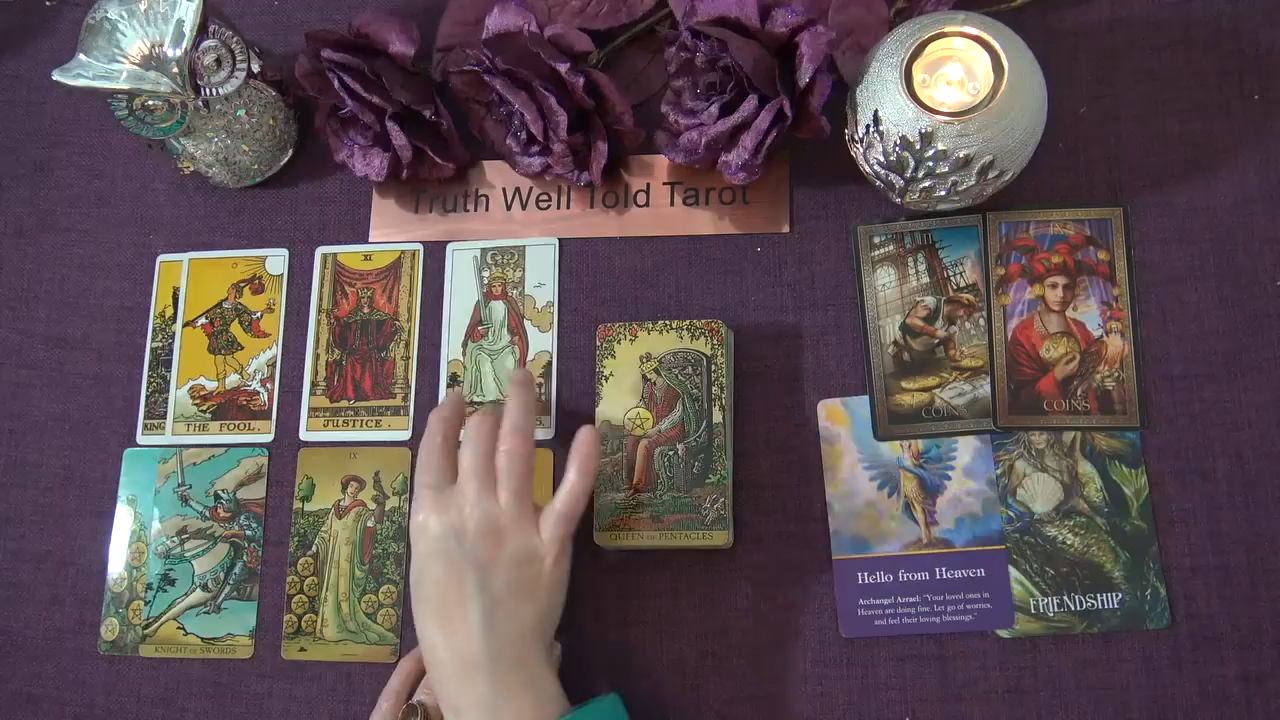 Truth Well Told Tarot
KING
THE FOOL.
XI
JUSTICE.
COINS
COINS
KNIGHT OF SWORDS
IX
QUEEN OF PENTACLES
Hello from Heaven
Archangel Azrael: "Your loved ones in
Heaven are doing fine. Let go of worries,
and feel their loving blessings."
FRIENDSHIP